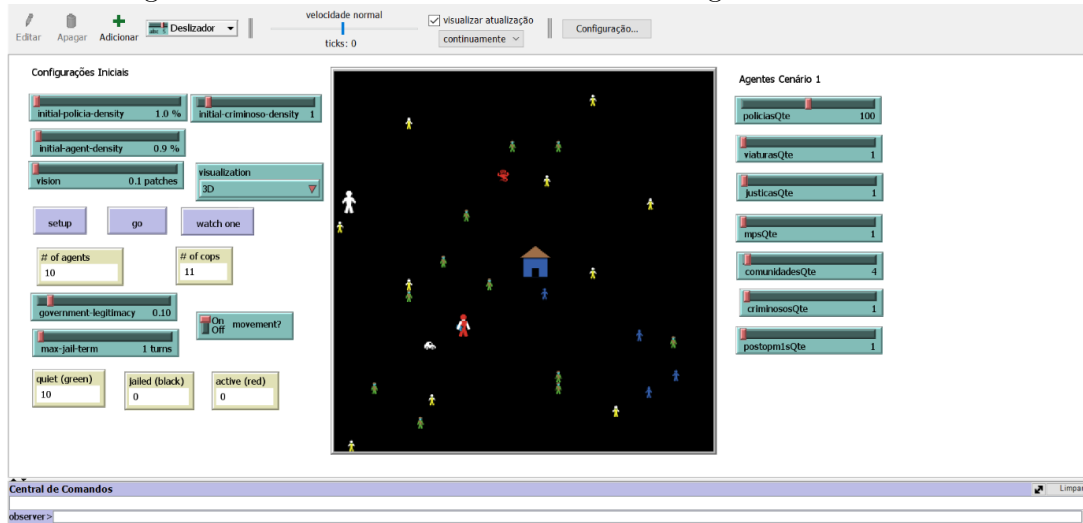 velocidade normal
visualizar atualização
Deslizador
Configuração...
Editar
Apagar
Adicionar
ticks: 0
continuamente
Configurações Iniciais
Agentes Cenário 1
initial-policia-density 1.0 %
initial-criminoso-density 1
policiasQte 100
initial-agent-density 0.9 %
viaturasQte 1
vision 0.1 patches
visualization
3D
justicasQte 1
setup
go
watch one
mpsQte 1
# of agents
10
# of cops
11
comunidadesQte 4
government-legitimacy 0.10
criminososQte 1
On
Off
movement?
max-jail-term 1 turns
postopm1sQte 1
quiet (green)
10
jailed (black)
0
active (red)
0
Central de Comandos
Limpar
observer>